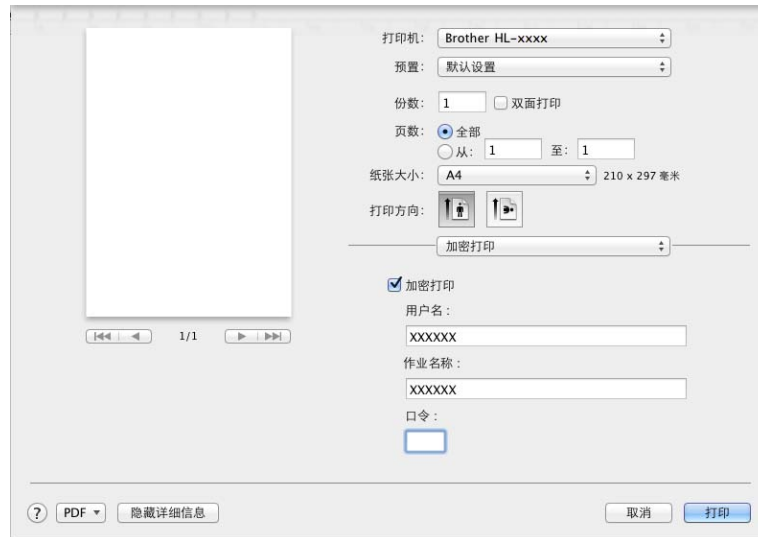 打印机: Brother HL-xxxx
预置: 默认设置
份数: 1 双面打印
页数: 全部
从: 1 至: 1
纸张大小: A4 210 x 297 毫米
打印方向:
加密打印
加密打印
用户名:
XXXXXX
1/1
作业名称:
XXXXXX
口令:
? PDF 隐藏详细信息 取消 打印